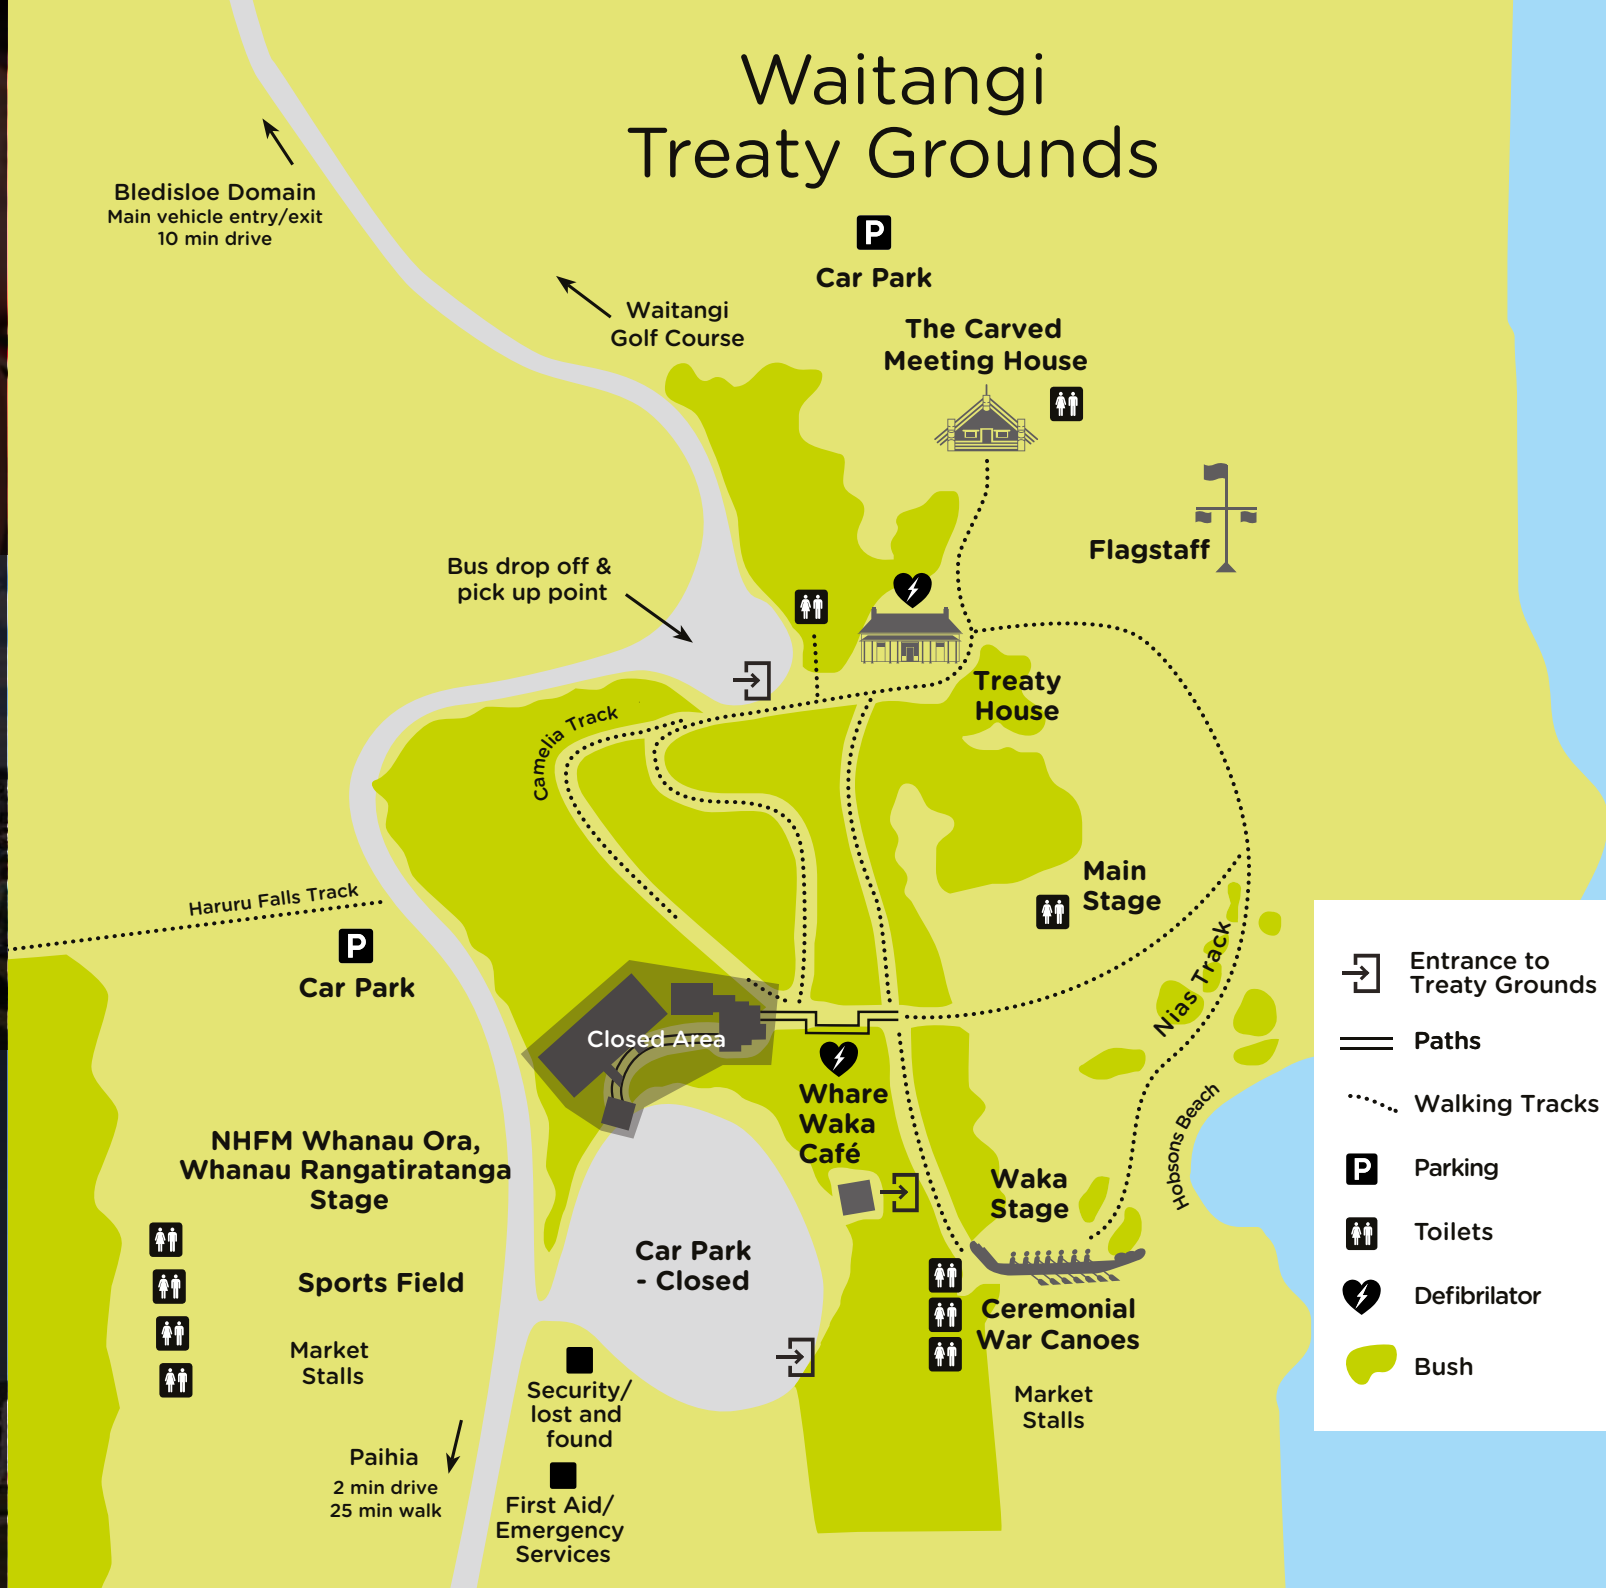 Waitangi
Treaty Grounds
Bledisloe Domain
Main vehicle entry/exit
10 min drive
P
Car Park
Waitangi
Golf Course
The Carved
Meeting House
Flagstaff
Bus drop off &
pick up point
Treaty
House
Camelia Track
Main
Stage
Haruru Falls Track
P
Car Park
Nias Track
Closed Area
Whare
Waka
Café
Hobsons Beach
NHFM Whanau Ora,
Whanau Rangatiratanga
Stage
Waka
Stage
Car Park
- Closed
Sports Field
Ceremonial
War Canoes
Market
Stalls
Security/
lost and
found
Market
Stalls
Paihia
2 min drive
25 min walk
First Aid/
Emergency
Services
Entrance to
Treaty Grounds
Paths
Walking Tracks
P
Parking
Toilets
Defibrilator
Bush